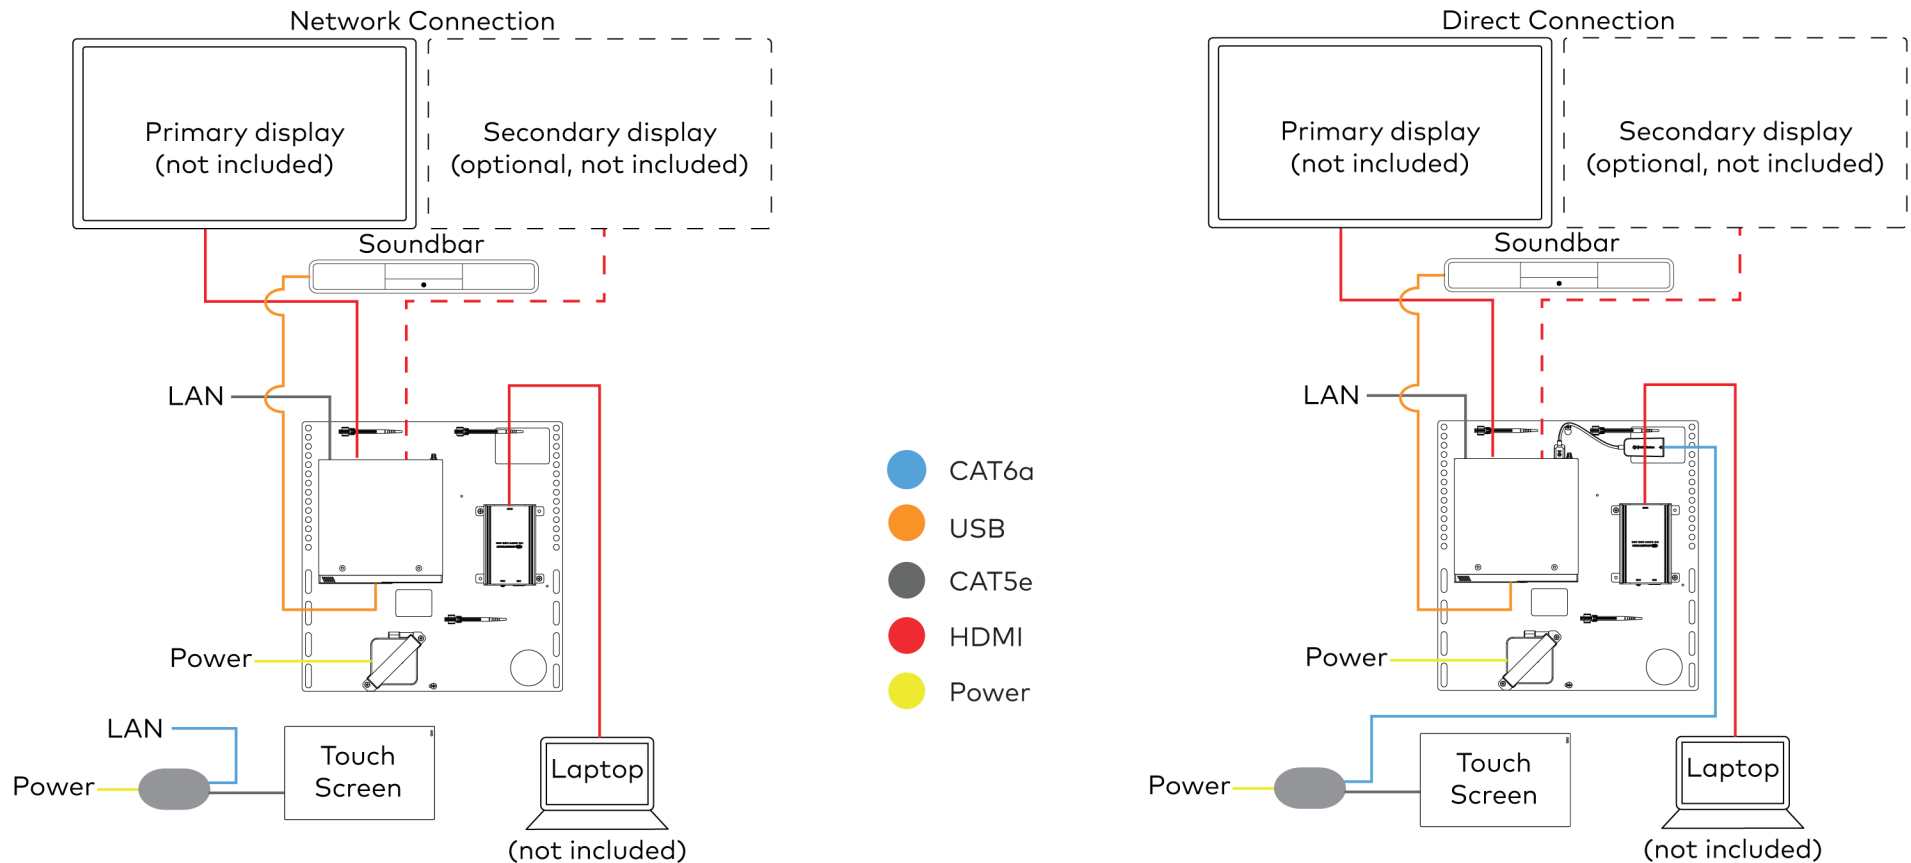 Network Connection
Primary display
(not included)
Secondary display
(optional, not included)
Soundbar
LAN
Power
LAN
Power
Touch
Screen
Laptop
(not included)
CAT6a
USB
CAT5e
HDMI
Power
Direct Connection
Primary display
(not included)
Secondary display
(optional, not included)
Soundbar
LAN
Power
Power
Touch
Screen
Laptop
(not included)